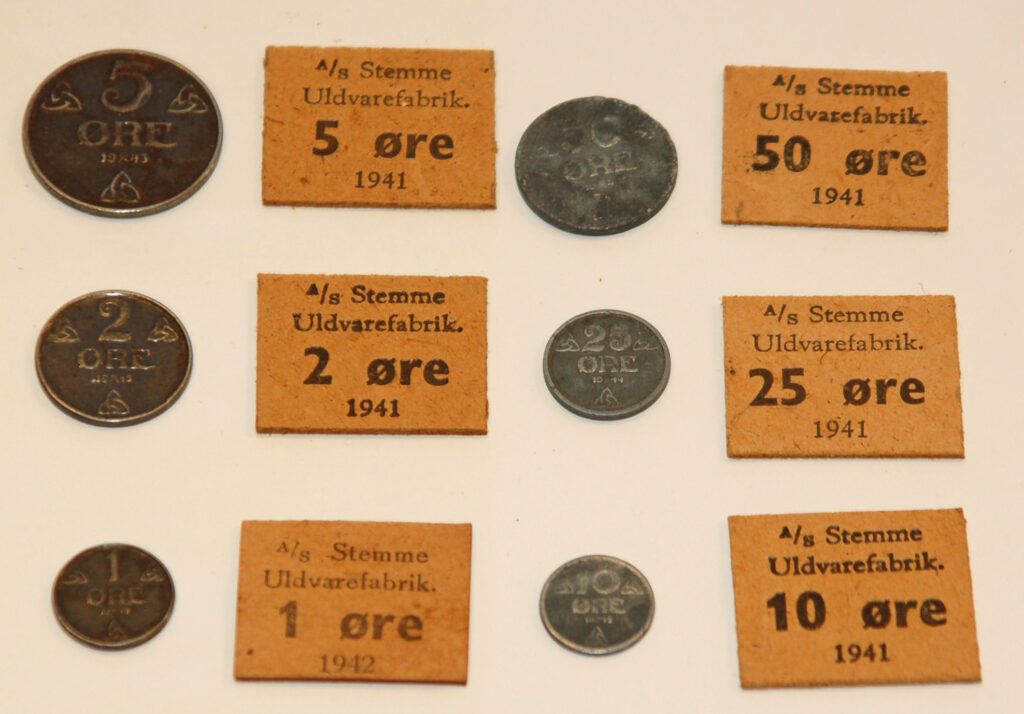 5
ØRE
A/s Stemme
Uldvarefabrik.
5 øre
1941
50
ØRE
A/s Stemme
Uldvarefabrik.
50 øre
1941
2
ØRE
A/s Stemme
Uldvarefabrik.
2 øre
1941
25
ØRE
A/s Stemme
Uldvarefabrik.
25 øre
1941
1
ØRE
A/s Stemme
Uldvarefabrik.
1 øre
1942
10
ØRE
A/s Stemme
Uldvarefabrik.
10 øre
1941